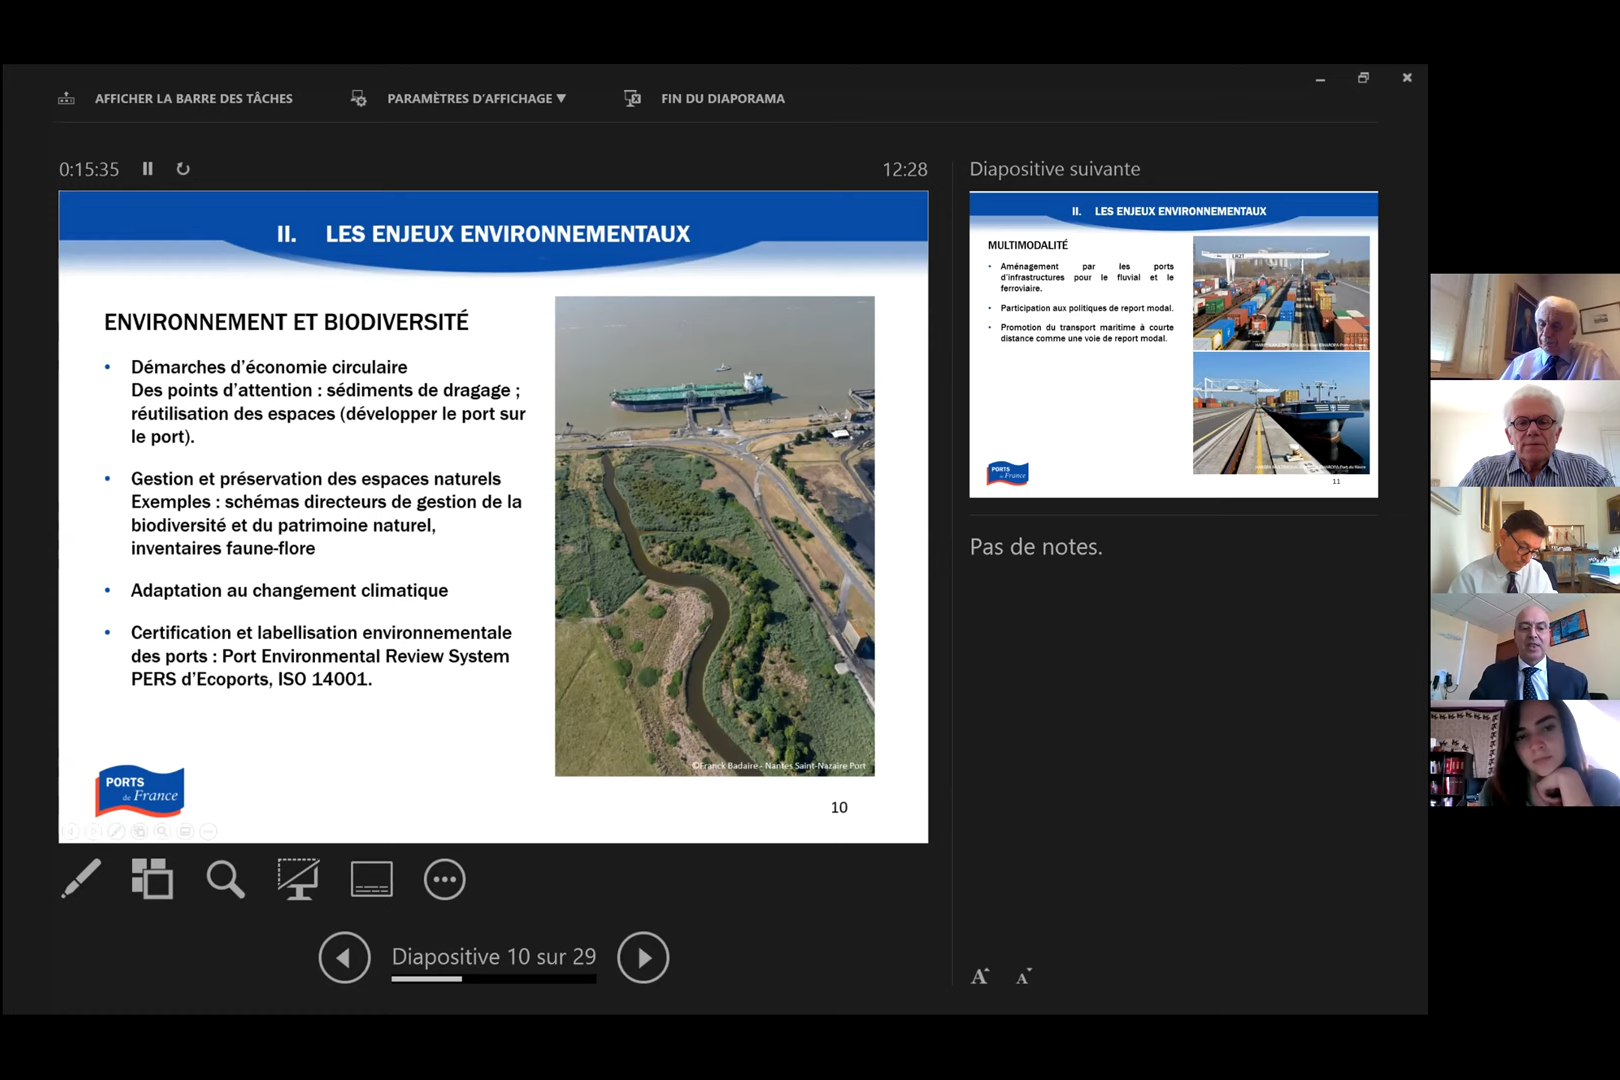 AFFICHER LA BARRE DES TÂCHES
PARAMÈTRES D'AFFICHAGE ▼
FIN DU DIAPORAMA
0:15:35
12:28
II. LES ENJEUX ENVIRONNEMENTAUX
ENVIRONNEMENT ET BIODIVERSITÉ
• Démarches d'économie circulaire
Des points d'attention : sédiments de dragage ;
réutilisation des espaces (développer le port sur
le port).
• Gestion et préservation des espaces naturels
Exemples : schémas directeurs de gestion de la
biodiversité et du patrimoine naturel,
inventaires faune-flore
• Adaptation au changement climatique
• Certification et labellisation environnementale
des ports : Port Environmental Review System
PERS d'Ecoports, ISO 14001.
©Franck Badaire - Nantes Saint-Nazaire Port
PORTS
de France
10
Diapositive 10 sur 29
Diapositive suivante
II. LES ENJEUX ENVIRONNEMENTAUX
MULTIMODALITÉ
• Aménagement par les ports
d'infrastructures pour le fluvial et le
ferroviaire.
• Participation aux politiques de report modal.
• Promotion du transport maritime à courte
distance comme une voie de report modal.
PORTS
de France
11
Pas de notes.
A A